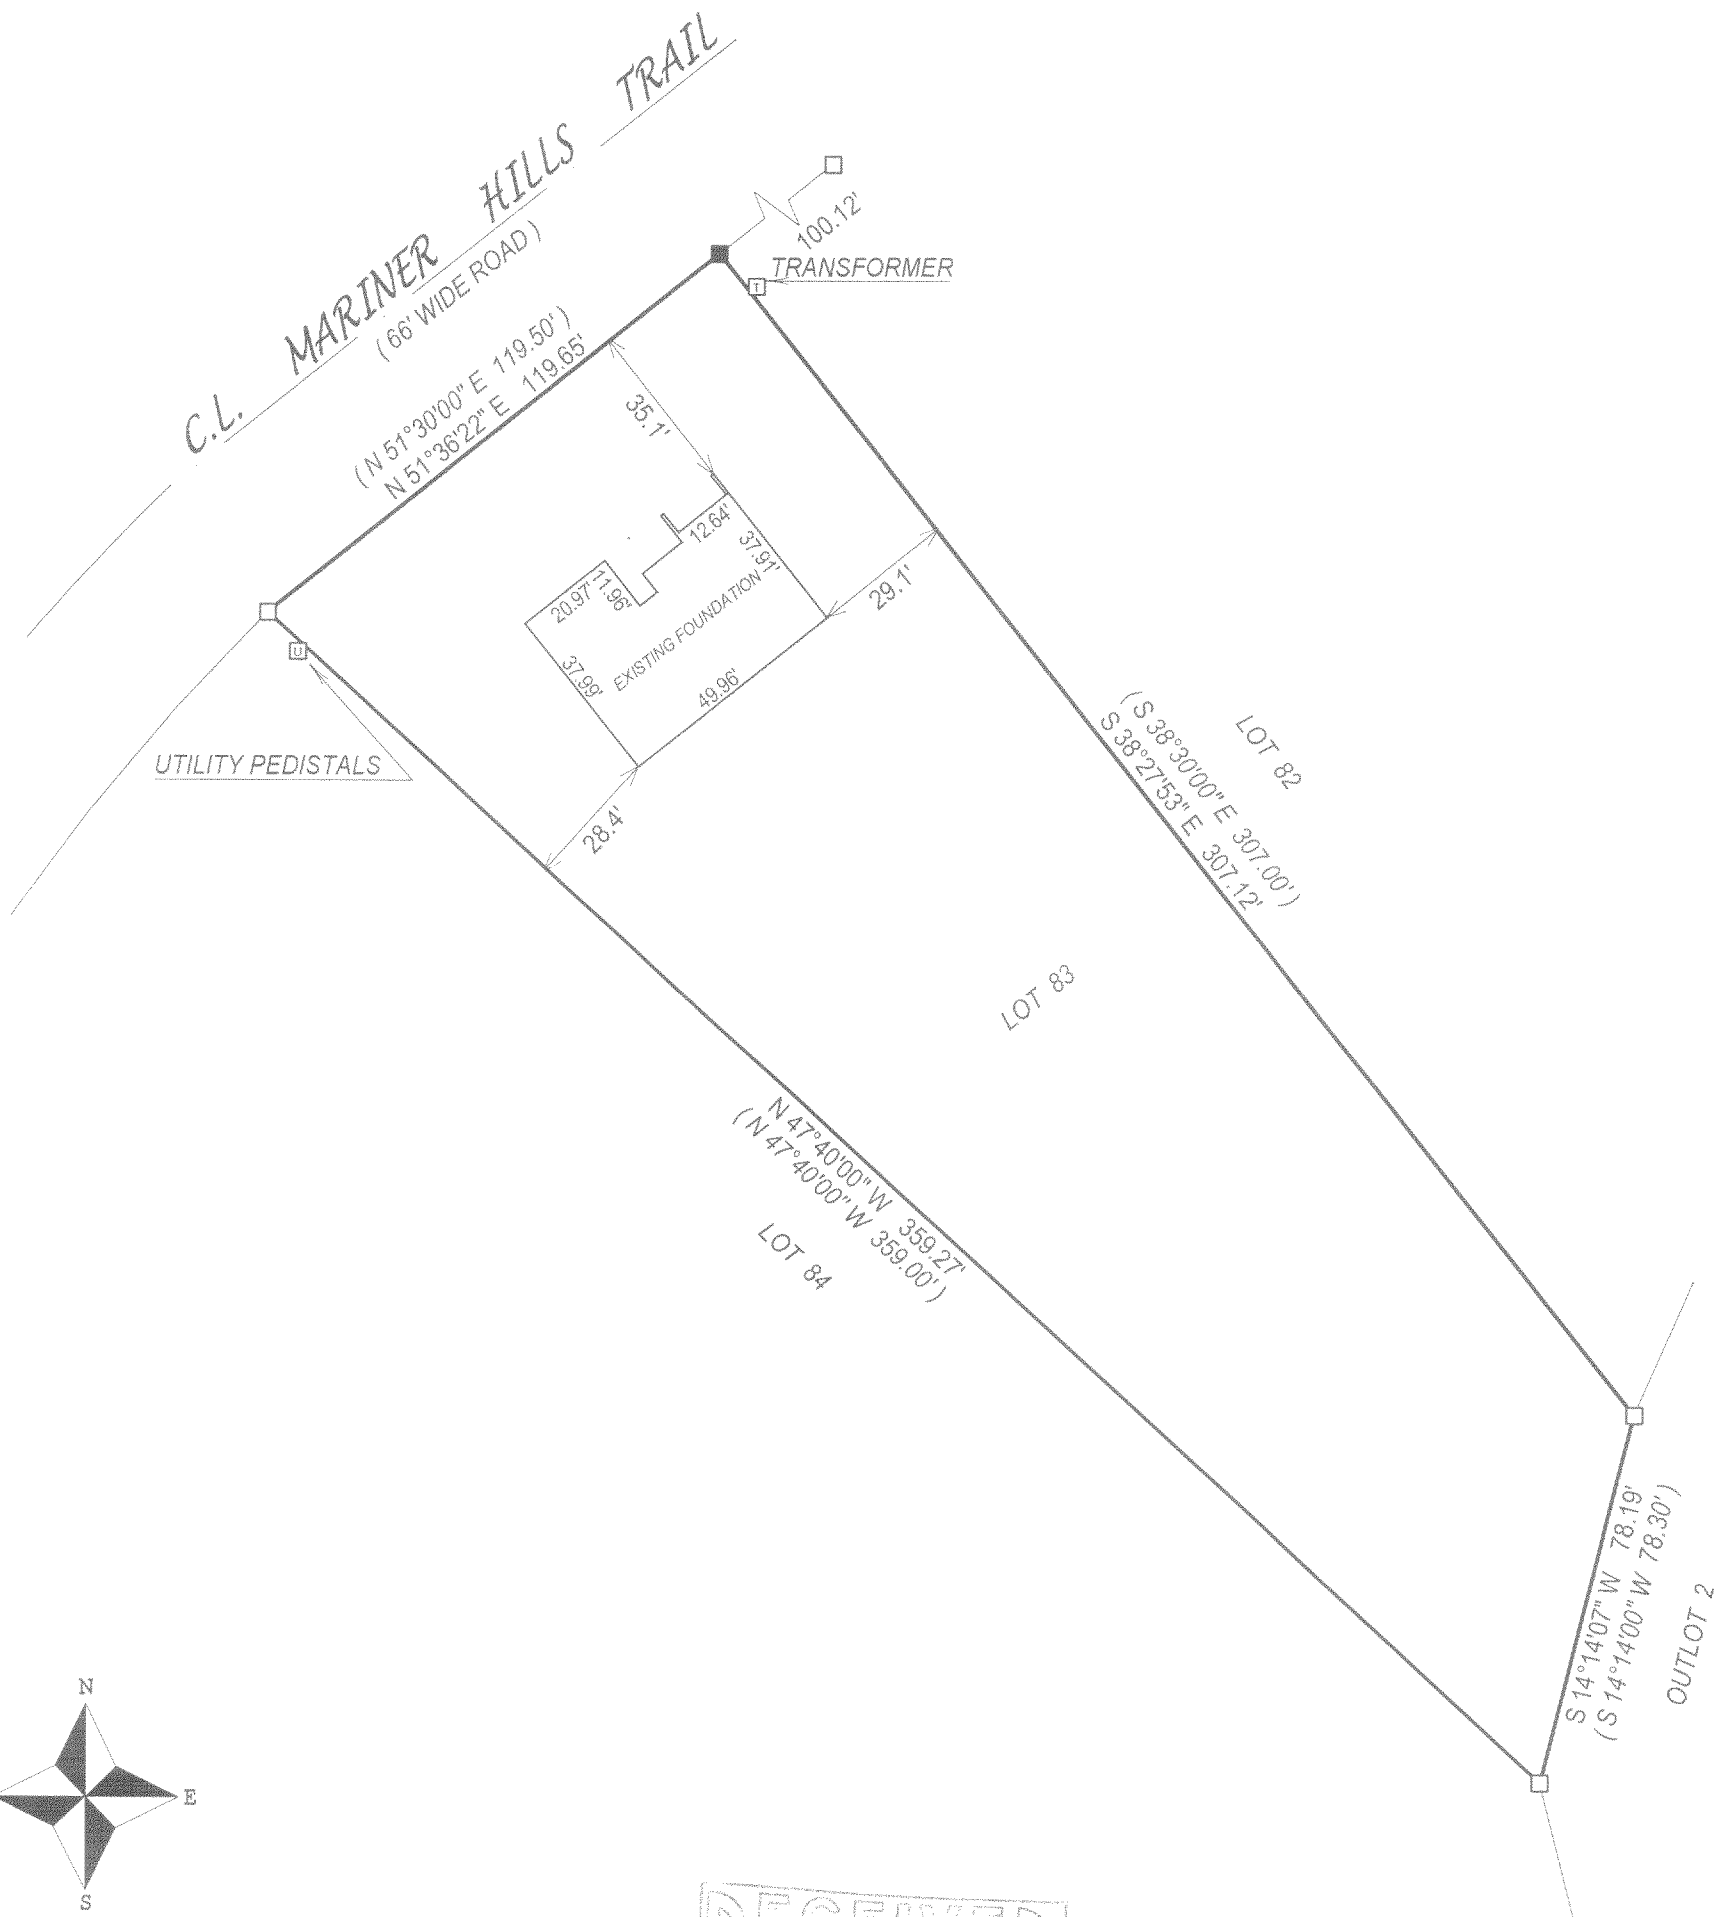 C.L. MARINER HILLS TRAIL
( 66' WIDE ROAD )
100.12'
TRANSFORMER
T
( N 51°30'00" E 119.50' )
N 51°36'22" E 119.65'
35.1'
12.64'
37.91'
20.97'
11.96'
EXISTING FOUNDATION
29.1'
37.99'
49.96'
U
UTILITY PEDISTALS
28.4'
LOT 82
( S 38°30'00" E 307.00' )
S 38°27'53" E 307.12'
LOT 83
N 47°40'00" W 359.27'
( N 47°40'00" W 359.00' )
LOT 84
S 14°14'07" W 78.19'
( S 14°14'00" W 78.30' )
OUTLOT 2
N
E
S
RECEIVED